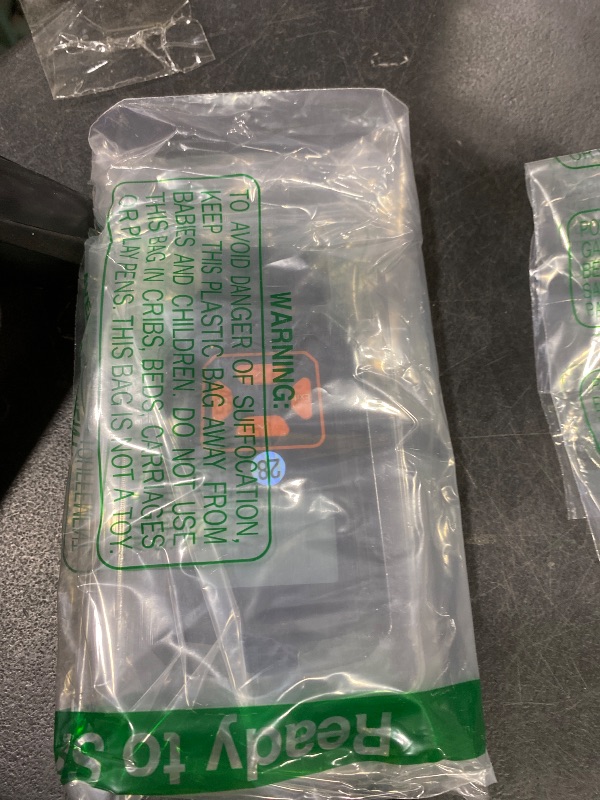 WARNING:
TO AVOID DANGER OF SUFFOCATION,
KEEP THIS PLASTIC BAG AWAY FROM
BABIES AND CHILDREN. DO NOT USE
THIS BAG IN CRIBS, BEDS, CARRIAGES
OR PLAY PENS. THIS BAG IS NOT A TOY.
Ready to S